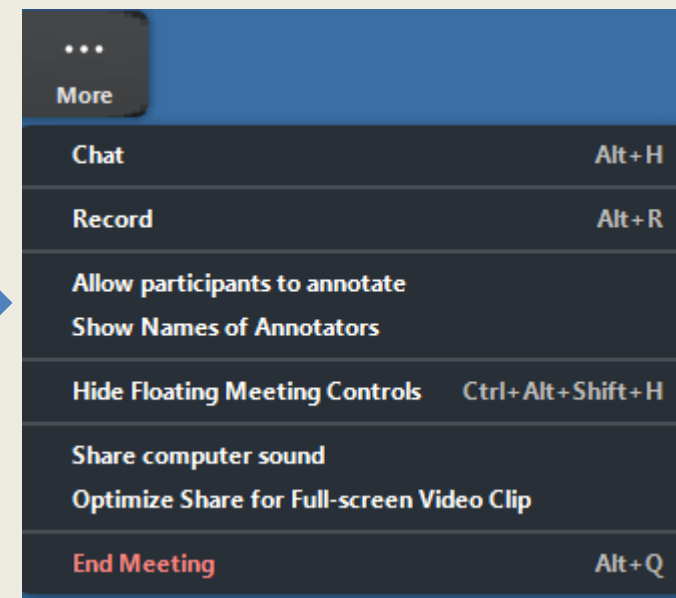 More
Chat Alt+H
Record Alt+R
Allow participants to annotate
Show Names of Annotators
Hide Floating Meeting Controls Ctrl+Alt+Shift+H
Share computer sound
Optimize Share for Full-screen Video Clip
End Meeting Alt+Q